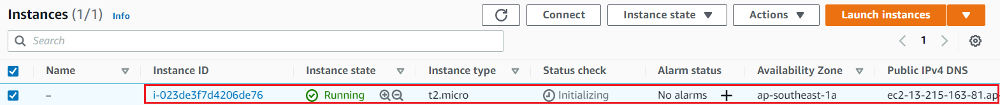 Instances (1/1) Info Connect Instance state Actions Launch instances
Search 1
Name Instance ID Instance state Instance type Status check Alarm status Availability Zone Public IPv4 DNS
– i-023de3f7d4206de76 Running t2.micro Initializing No alarms + ap-southeast-1a ec2-13-215-163-81.ap-